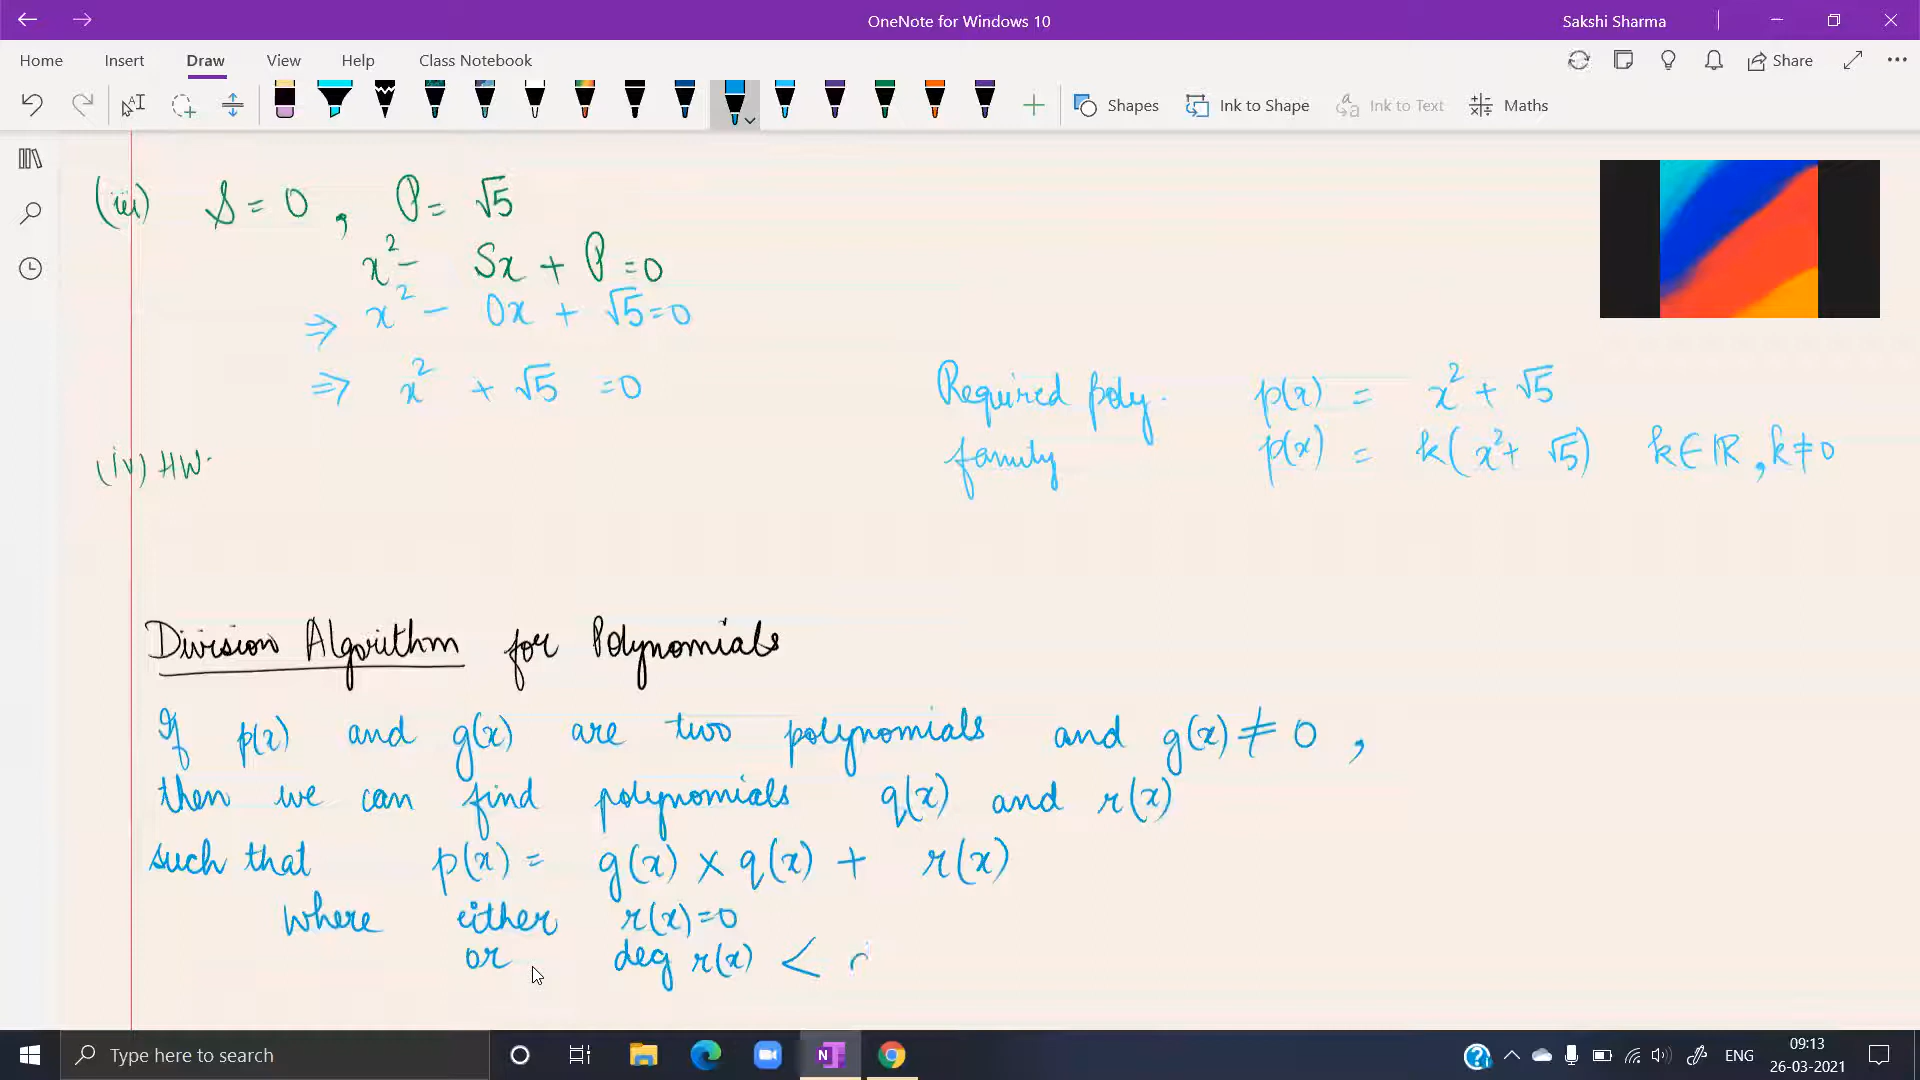 OneNote for Windows 10
Sakshi Sharma
Home Insert Draw View Help Class Notebook
Share
Shapes Ink to Shape Ink to Text Maths
(iii) S = 0 , P = √5
x² - Sx + P = 0
⇒ x² - 0x + √5 = 0
⇒ x² + √5 = 0
Required poly. p(x) = x² + √5
family p(x) = k(x² + √5) k ∈ ℝ, k ≠ 0
(iv) HW.
Division Algorithm for Polynomials
If p(x) and g(x) are two polynomials and g(x) ≠ 0 ,
then we can find polynomials q(x) and r(x)
such that p(x) = g(x) × q(x) + r(x)
where either r(x) = 0
or deg r(x) <
Type here to search
ENG
09:13
26-03-2021